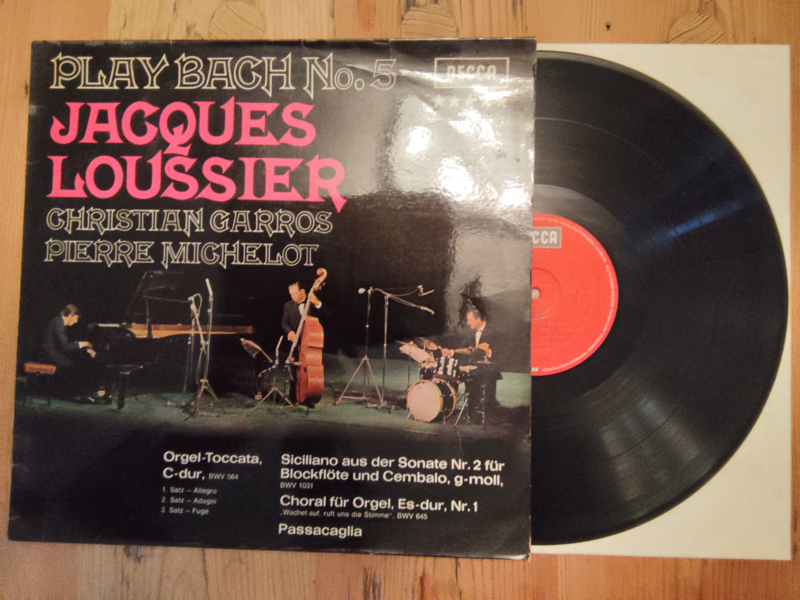 PLAY BACH No. 5
DECCA
JACQUES
LOUSSIER
CHRISTIAN GARROS
PIERRE MICHELOT
DECCA
Orgel-Toccata,
C-dur, BWV 564
1. Satz – Allegro
2. Satz – Adagio
3. Satz – Fuge
Siciliano aus der Sonate Nr. 2 für
Blockflöte und Cembalo, g-moll,
BWV 1031
Choral für Orgel, Es-dur, Nr. 1
„Wachet auf, ruft uns die Stimme", BWV 645
Passacaglia